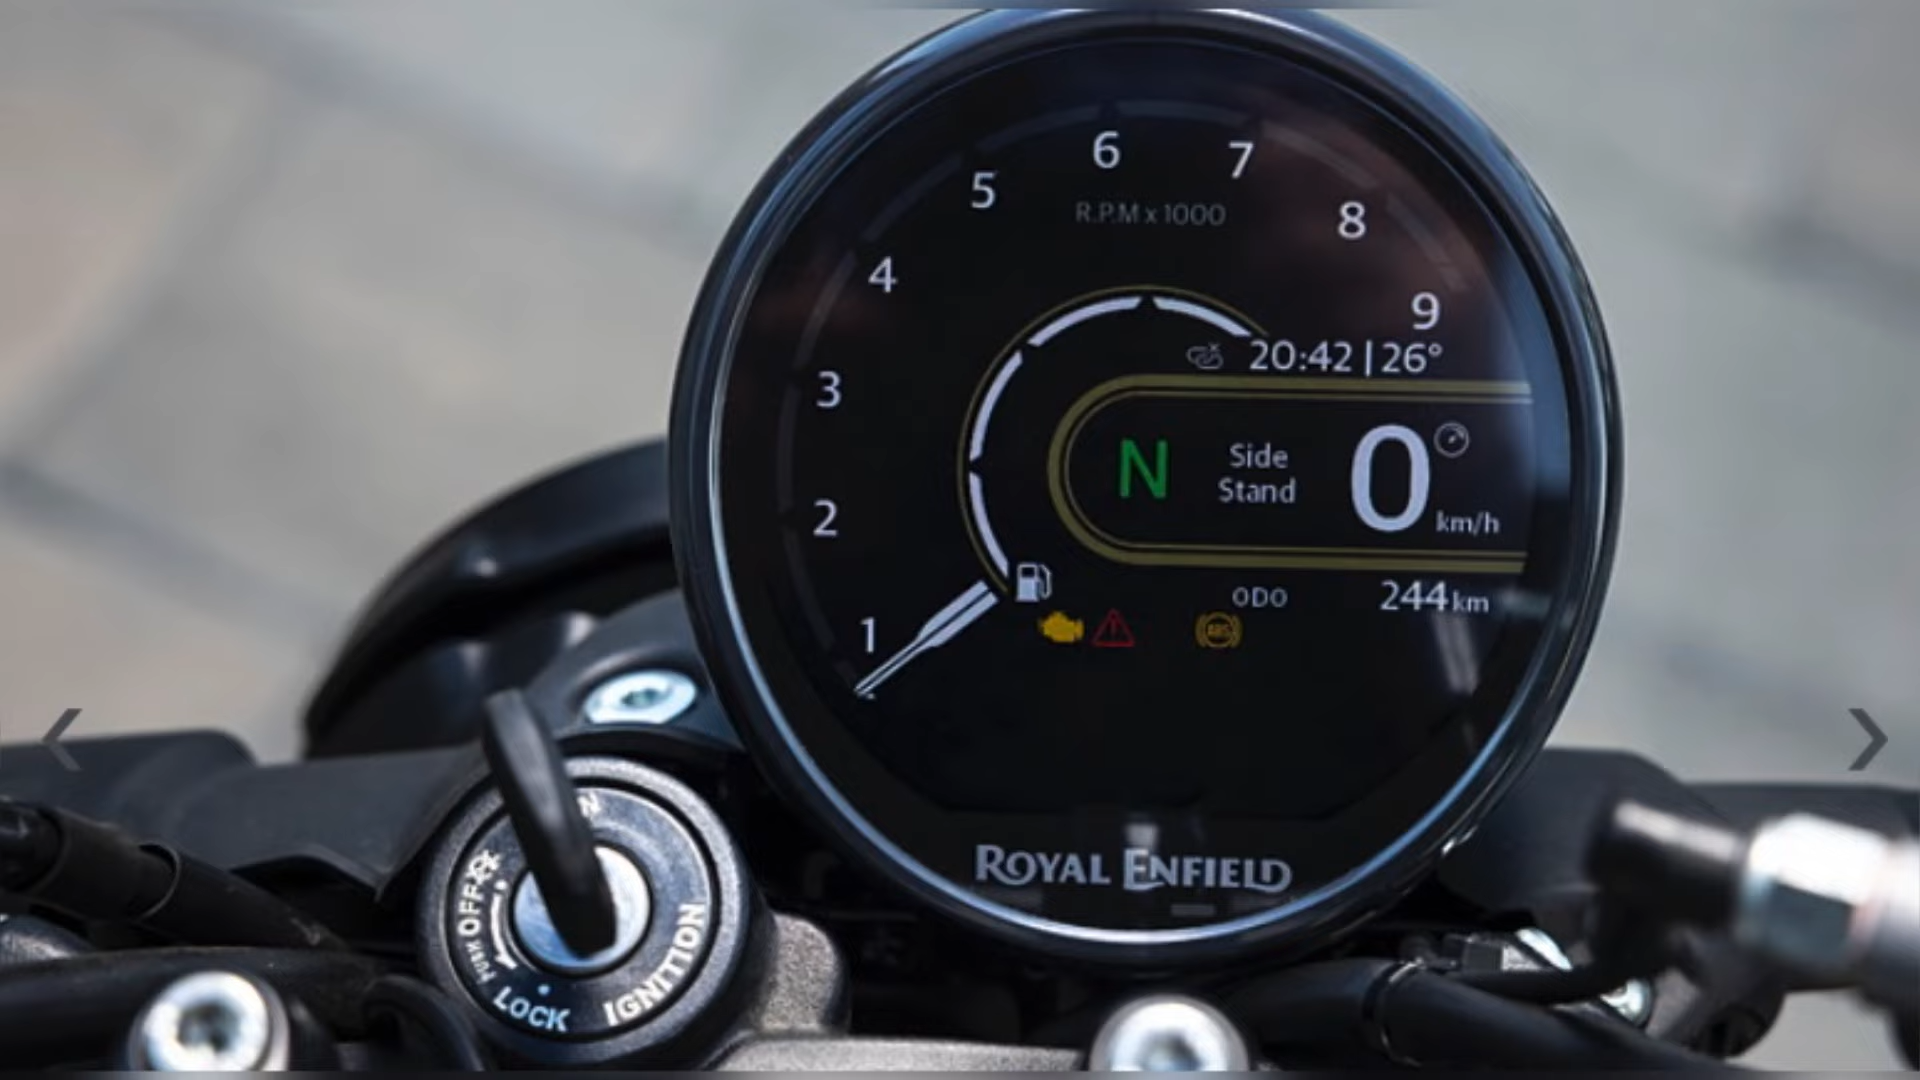 6
7
5
R.P.M x 1000
8
4
9
20:42 | 26°
3
N
Side
Stand
0
km/h
2
ODO
244 km
1
ABS
ROYAL ENFIELD
OFF
PUSH
LOCK
IGNITION